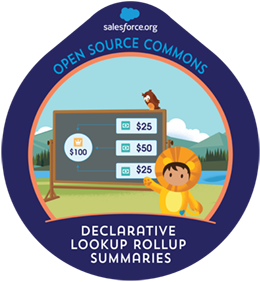 salesforce.org
OPEN SOURCE COMMONS
$25
$100
$50
$25
DECLARATIVE
LOOKUP ROLLUP
SUMMARIES